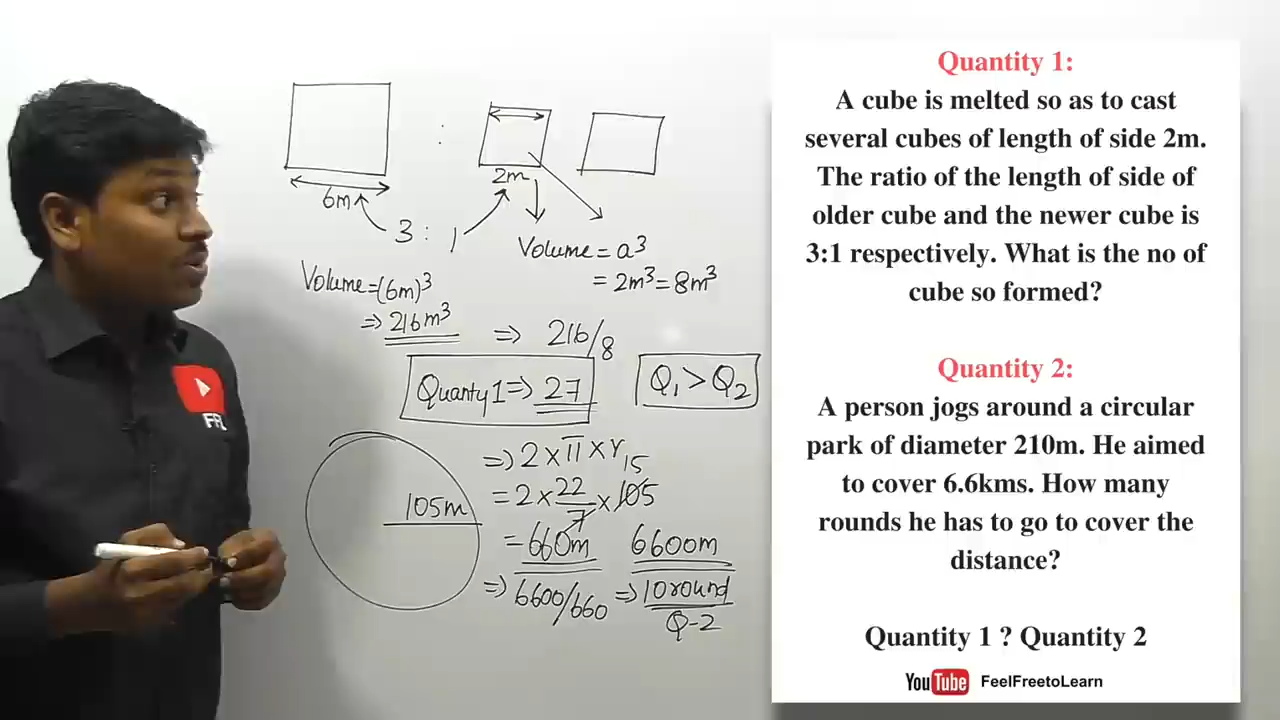 6m
2m
3 : 1
Volume = a³
= 2m³ = 8m³
Volume = (6m)³
⇒ 216m³ ⇒ 216/8
Quanty 1 ⇒ 27
Q₁ > Q₂
FFL
105m
⇒ 2 × π × r
15
= 2 × 22/7 × 105
= 660m
6600m
⇒ 6600/660 ⇒ 10 round
Q-2
Quantity 1:
A cube is melted so as to cast
several cubes of length of side 2m.
The ratio of the length of side of
older cube and the newer cube is
3:1 respectively. What is the no of
cube so formed?
Quantity 2:
A person jogs around a circular
park of diameter 210m. He aimed
to cover 6.6kms. How many
rounds he has to go to cover the
distance?
Quantity 1 ? Quantity 2
YouTube FeelFreetoLearn